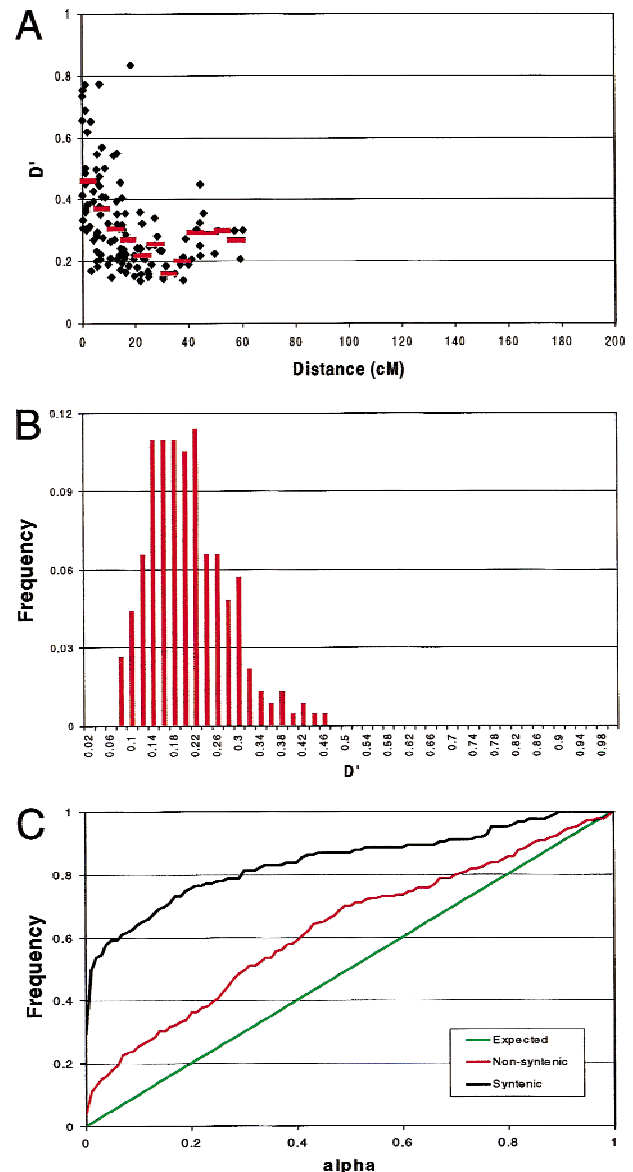 A
1
0.8
0.6
0.4
0.2
0
D'
0 20 40 60 80 100 120 140 160 180 200
Distance (cM)
B
0.12
0.09
0.06
0.03
0
Frequency
0.02 0.06 0.1 0.14 0.18 0.22 0.26 0.3 0.34 0.38 0.42 0.46 0.5 0.54 0.58 0.62 0.66 0.7 0.74 0.78 0.82 0.86 0.9 0.94 0.98
D'
C
1
0.8
0.6
0.4
0.2
0
Frequency
Expected
Non-syntenic
Syntenic
0 0.2 0.4 0.6 0.8 1
alpha